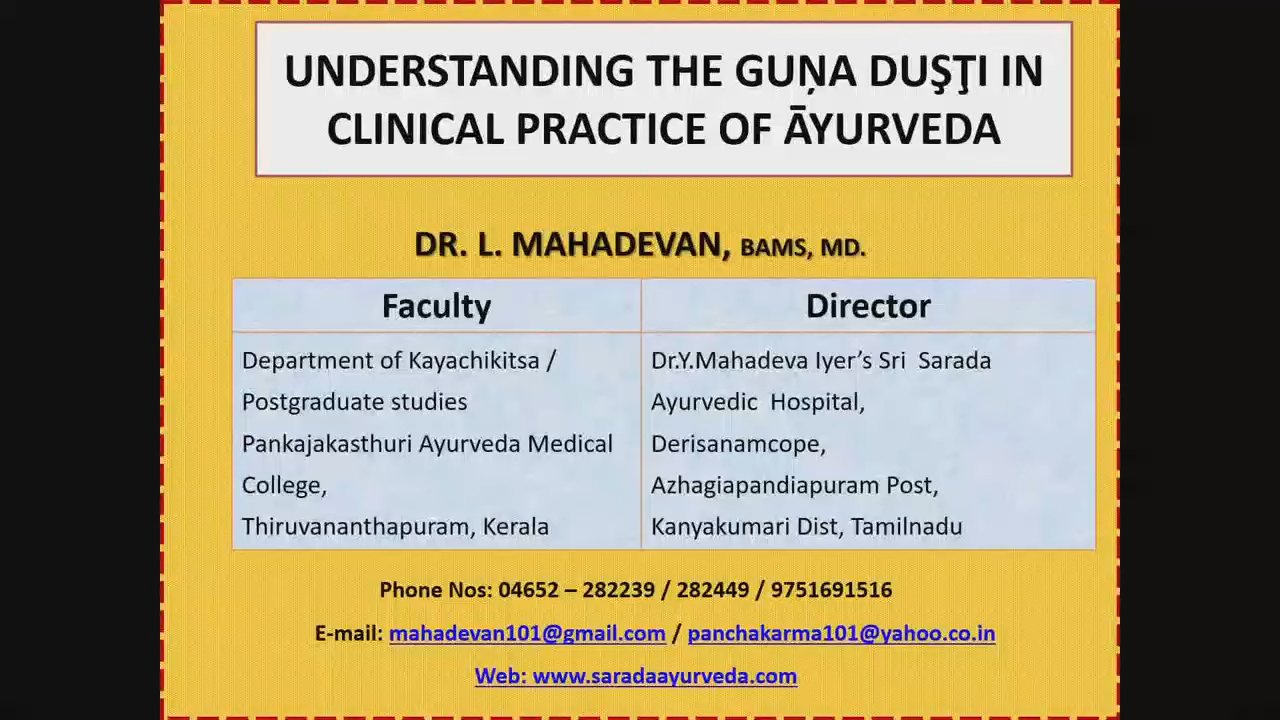 UNDERSTANDING THE GUṆA DUŞŢI IN
CLINICAL PRACTICE OF ĀYURVEDA
DR. L. MAHADEVAN, BAMS, MD.
Faculty
Director
Department of Kayachikitsa /
Postgraduate studies
Pankajakasthuri Ayurveda Medical
College,
Thiruvananthapuram, Kerala
Dr.Y.Mahadeva Iyer’s Sri Sarada
Ayurvedic Hospital,
Derisanamcope,
Azhagiapandiapuram Post,
Kanyakumari Dist, Tamilnadu
Phone Nos: 04652 – 282239 / 282449 / 9751691516
E-mail: mahadevan101@gmail.com / panchakarma101@yahoo.co.in
Web: www.saradaayurveda.com